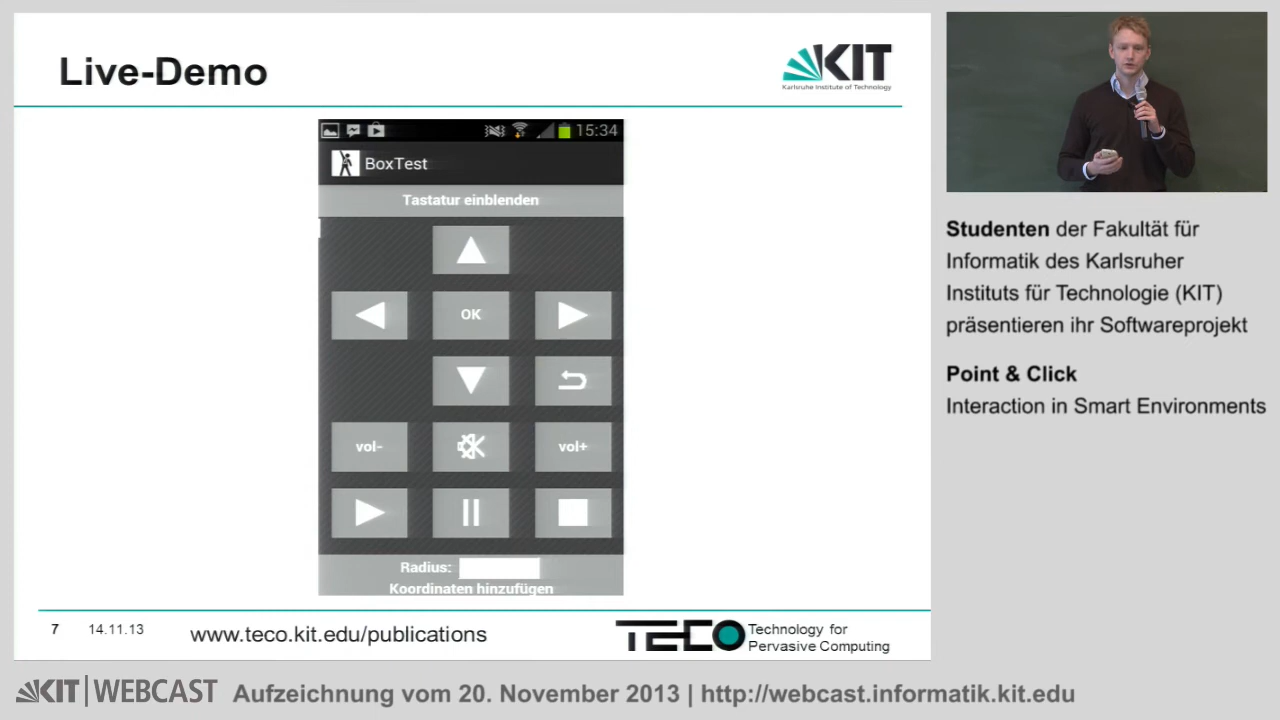 Live-Demo
KIT
Karlsruhe Institute of Technology
15:34
BoxTest
Tastatur einblenden
OK
vol-
vol+
Radius:
Koordinaten hinzufügen
7
14.11.13
www.teco.kit.edu/publications
TECO
Technology for
Pervasive Computing
Studenten der Fakultät für
Informatik des Karlsruher
Instituts für Technologie (KIT)
präsentieren ihr Softwareprojekt
Point & Click
Interaction in Smart Environments
KIT | WEBCAST Aufzeichnung vom 20. November 2013 | http://webcast.informatik.kit.edu